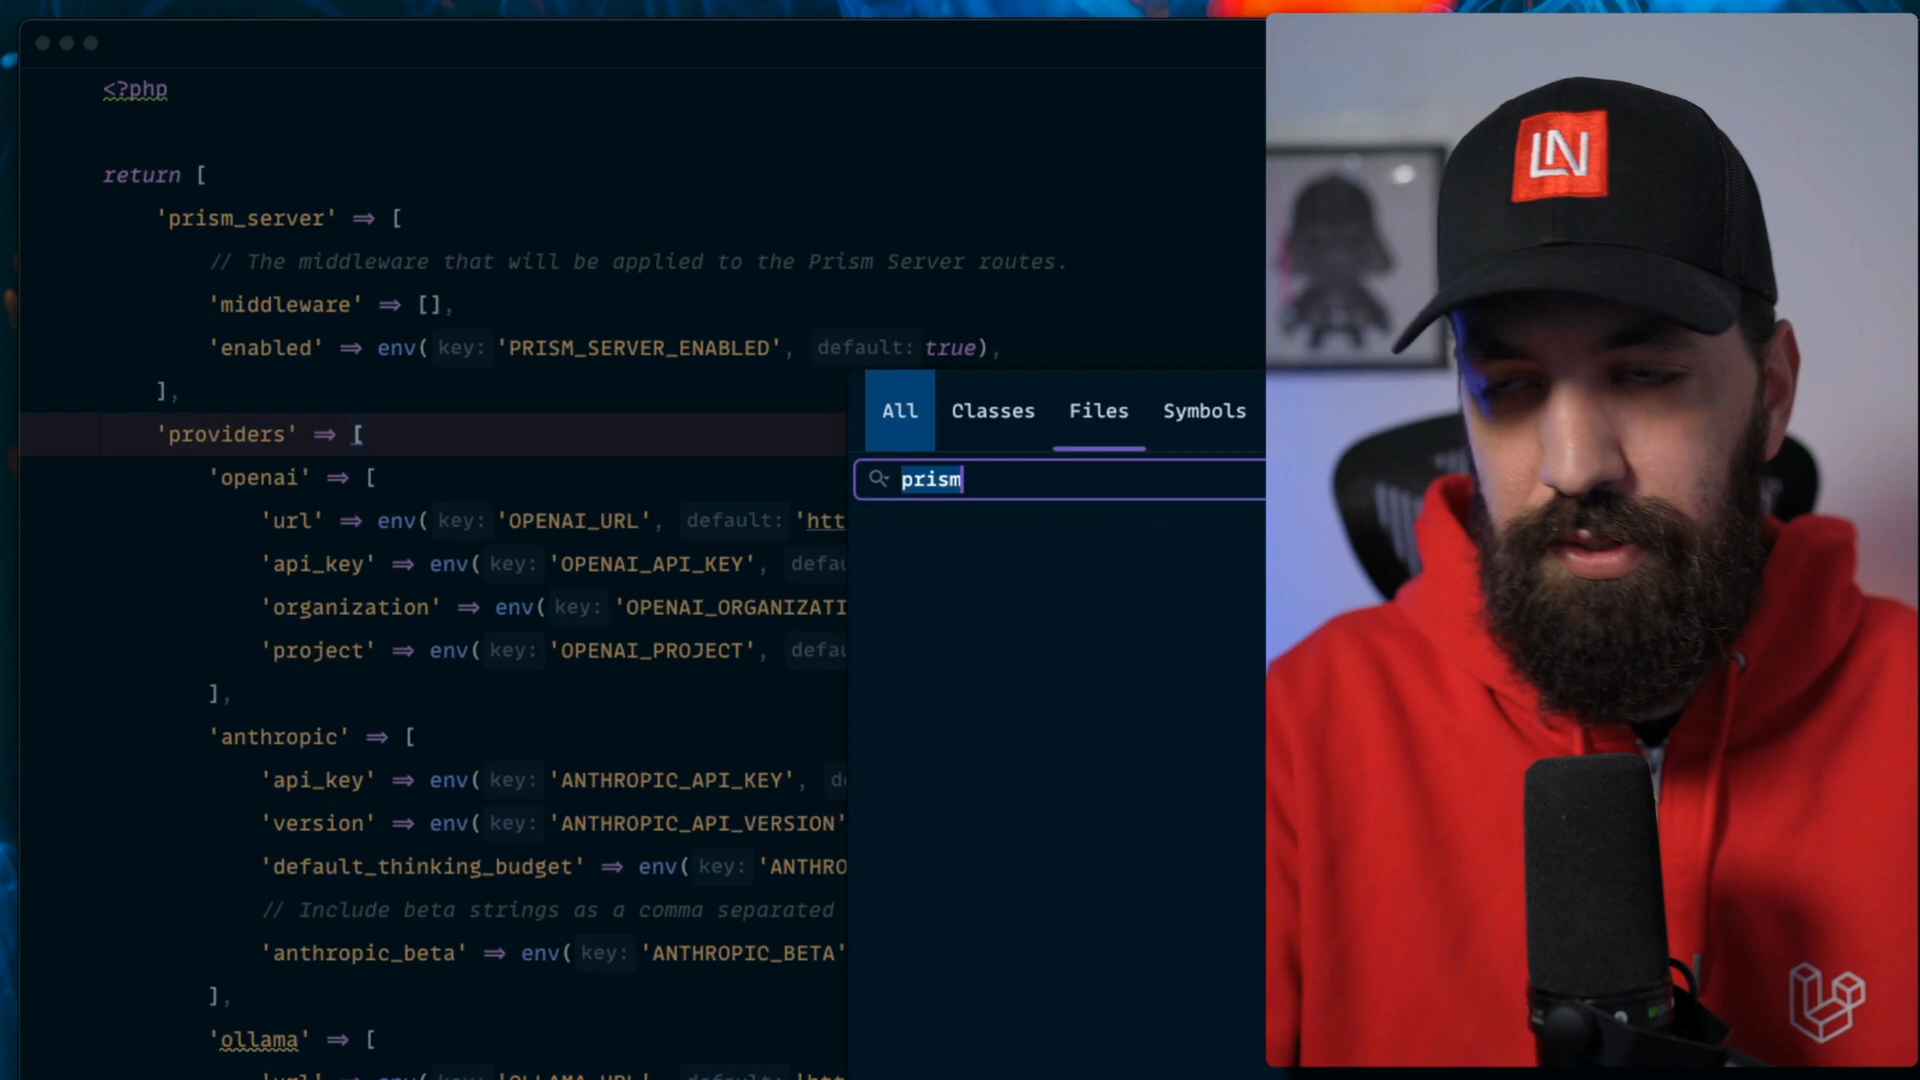 <?php
return [
'prism_server' => [
// The middleware that will be applied to the Prism Server routes.
'middleware' => [],
'enabled' => env( key: 'PRISM_SERVER_ENABLED', default: true),
],
'providers' => [
'openai' => [
'url' => env( key: 'OPENAI_URL', default: 'htt
'api_key' => env( key: 'OPENAI_API_KEY', defau
'organization' => env( key: 'OPENAI_ORGANIZATI
'project' => env( key: 'OPENAI_PROJECT', defau
],
'anthropic' => [
'api_key' => env( key: 'ANTHROPIC_API_KEY', d
'version' => env( key: 'ANTHROPIC_API_VERSION'
'default_thinking_budget' => env( key: 'ANTHRO
// Include beta strings as a comma separated
'anthropic_beta' => env( key: 'ANTHROPIC_BETA'
],
'ollama' => [
All Classes Files Symbols
prism
LN